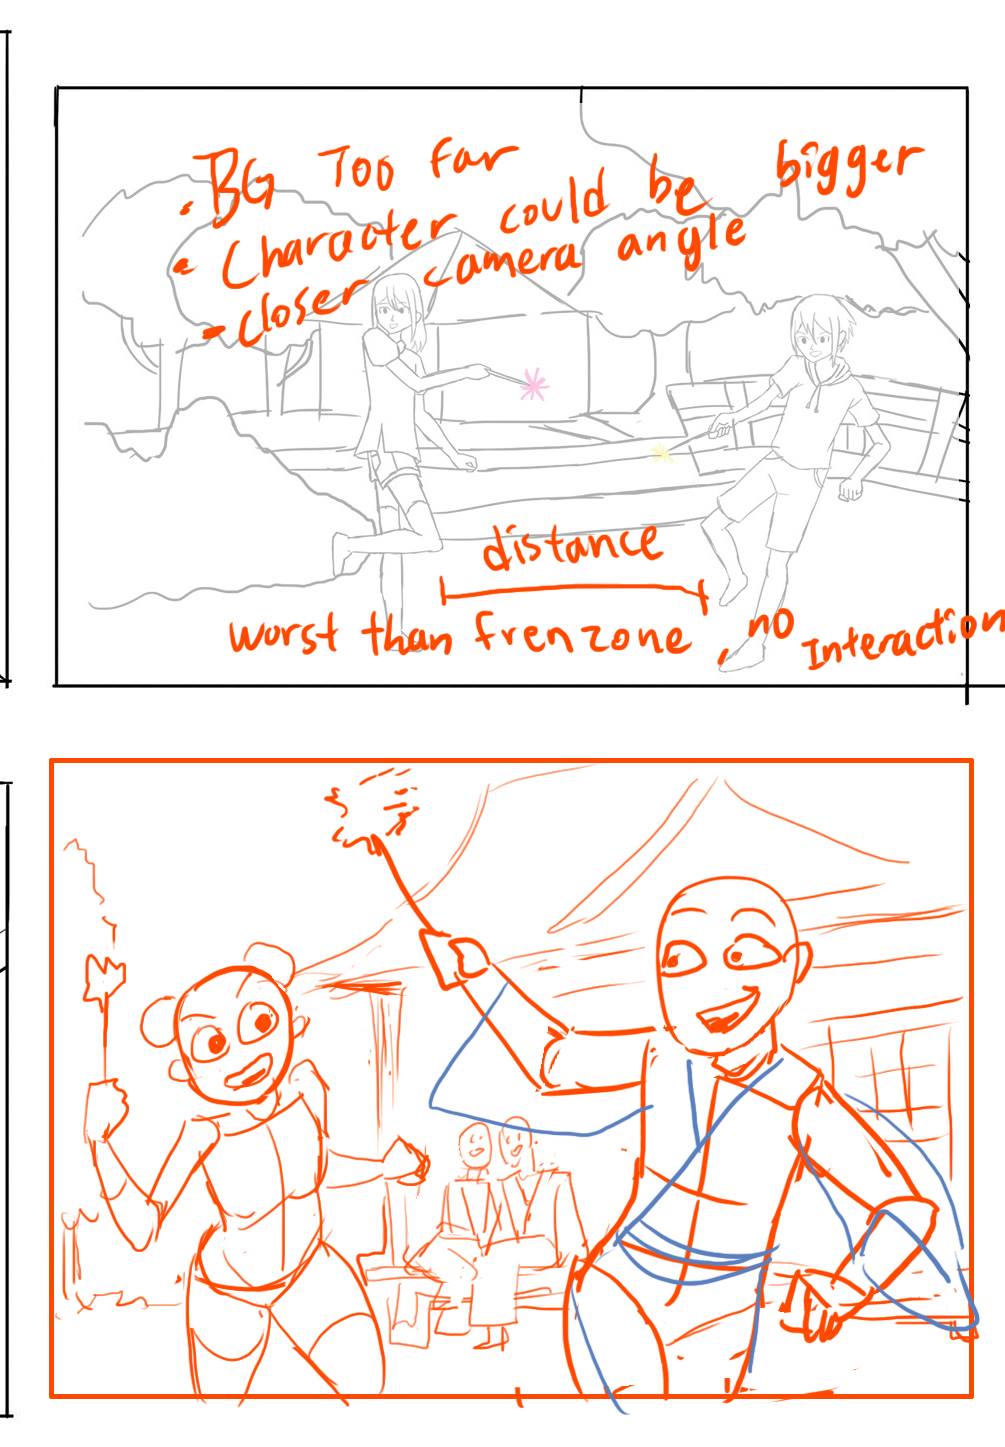 . BG Too far
. Character could be bigger
- closer camera angle
distance
worst than frenzone
, no Interaction